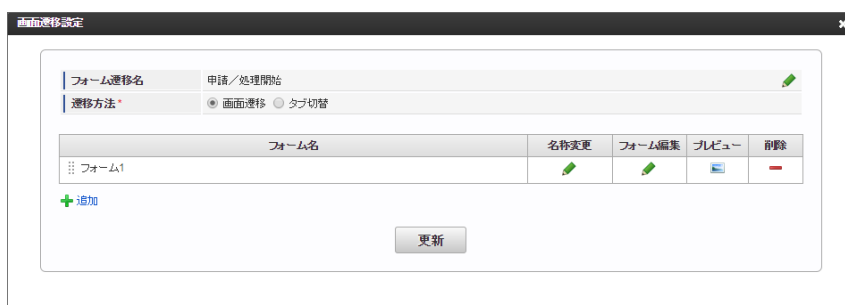 画面遷移設定
フォーム遷移名 申請／処理開始
遷移方法* 画面遷移 タブ切替
フォーム名 名称変更 フォーム編集 プレビュー 削除
フォーム1
追加
更新